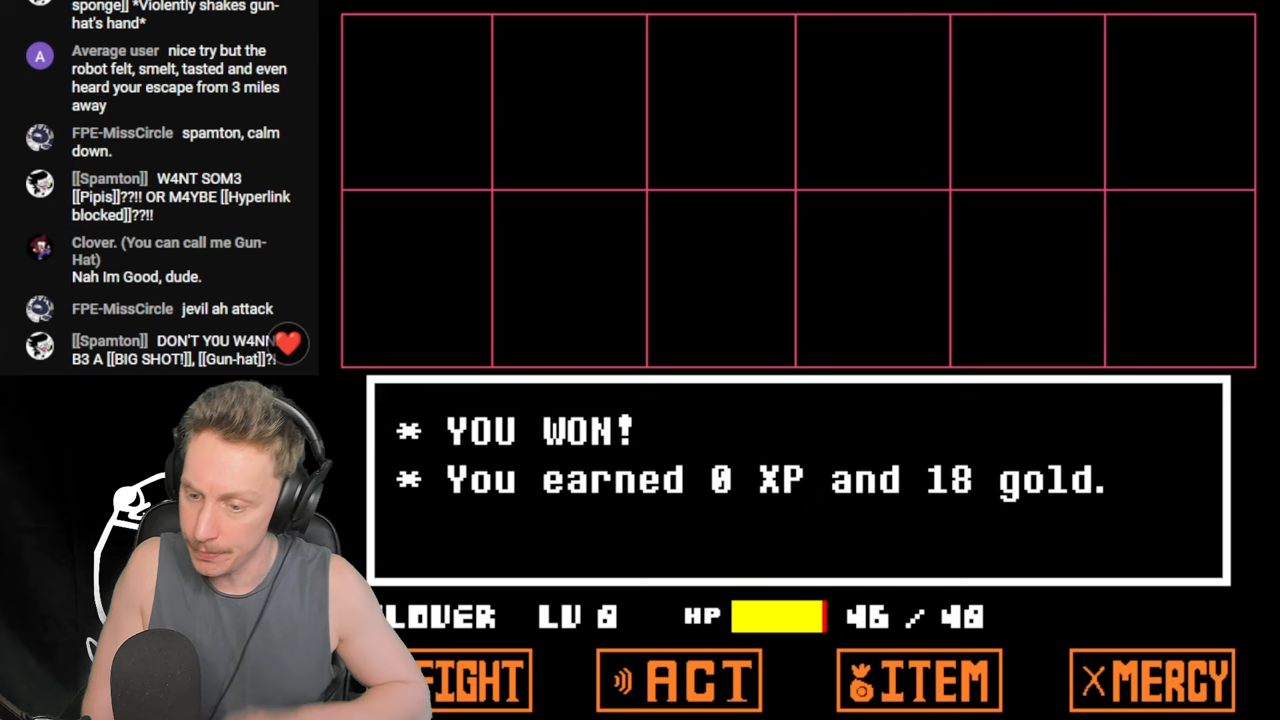 sponge]] *Violently shakes gun-
hat's hand*
A
Average user nice try but the
robot felt, smelt, tasted and even
heard your escape from 3 miles
away
FPE-MissCircle spamton, calm
down.
[[Spamton]] W4NT SOM3
[[Pipis]]??!! OR M4YBE [[Hyperlink
blocked]]??!!
Clover. (You can call me Gun-
Hat)
Nah Im Good, dude.
FPE-MissCircle jevil ah attack
[[Spamton]] DON'T Y0U W4NN
B3 A [[BIG SHOT!]], [[Gun-hat]]?!
* YOU WON!
* You earned 0 XP and 18 gold.
LOVER LV 8 HP 46 / 48
FIGHT ACT ITEM MERCY